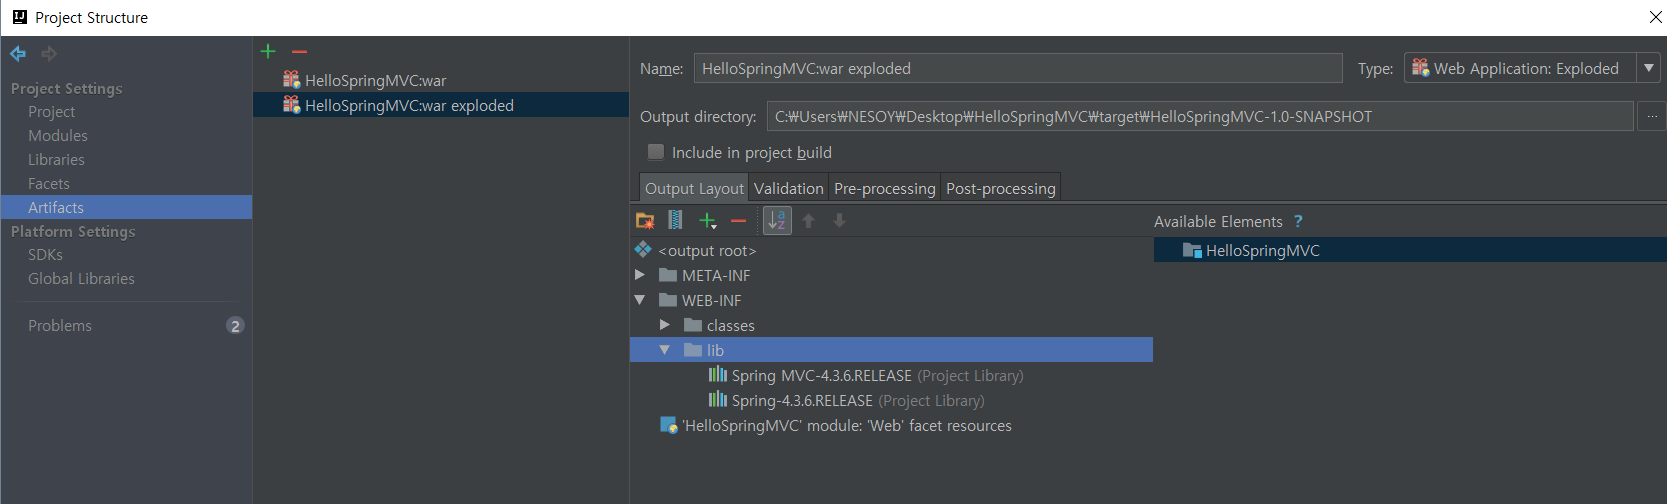 Project Structure
Project Settings
Project
Modules
Libraries
Facets
Artifacts
Platform Settings
SDKs
Global Libraries
Problems 2
HelloSpringMVC:war
HelloSpringMVC:war exploded
Name: HelloSpringMVC:war exploded Type: Web Application: Exploded
Output directory: C:₩Users₩NESOY₩Desktop₩HelloSpringMVC₩target₩HelloSpringMVC-1.0-SNAPSHOT ...
Include in project build
Output Layout Validation Pre-processing Post-processing
<output root>
META-INF
WEB-INF
classes
lib
Spring MVC-4.3.6.RELEASE (Project Library)
Spring-4.3.6.RELEASE (Project Library)
'HelloSpringMVC' module: 'Web' facet resources
Available Elements ?
HelloSpringMVC